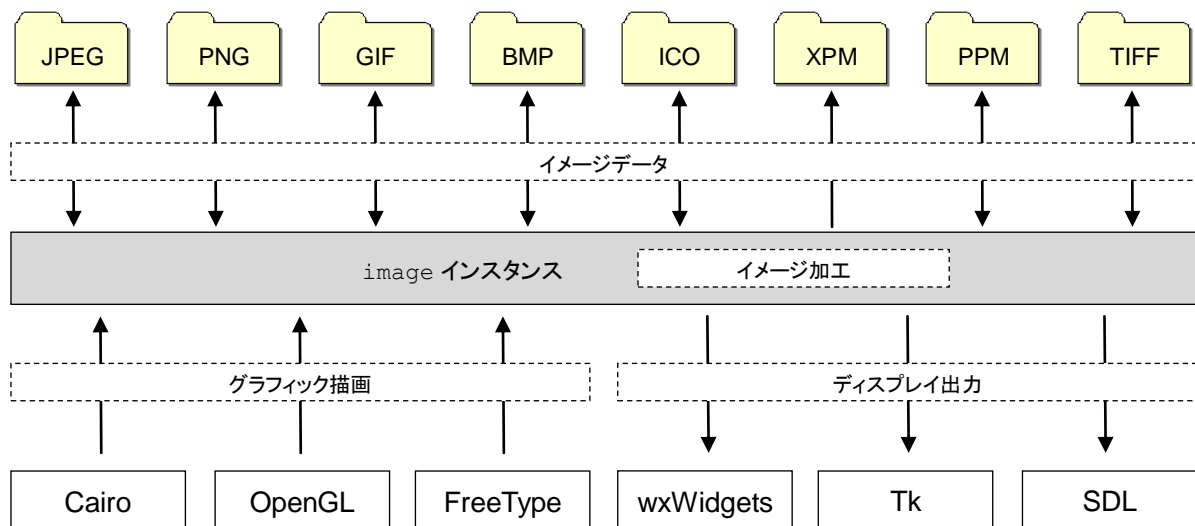 JPEG
PNG
GIF
BMP
ICO
XPM
PPM
TIFF
イメージデータ
image インスタンス
イメージ加工
グラフィック描画
ディスプレイ出力
Cairo
OpenGL
FreeType
wxWidgets
Tk
SDL